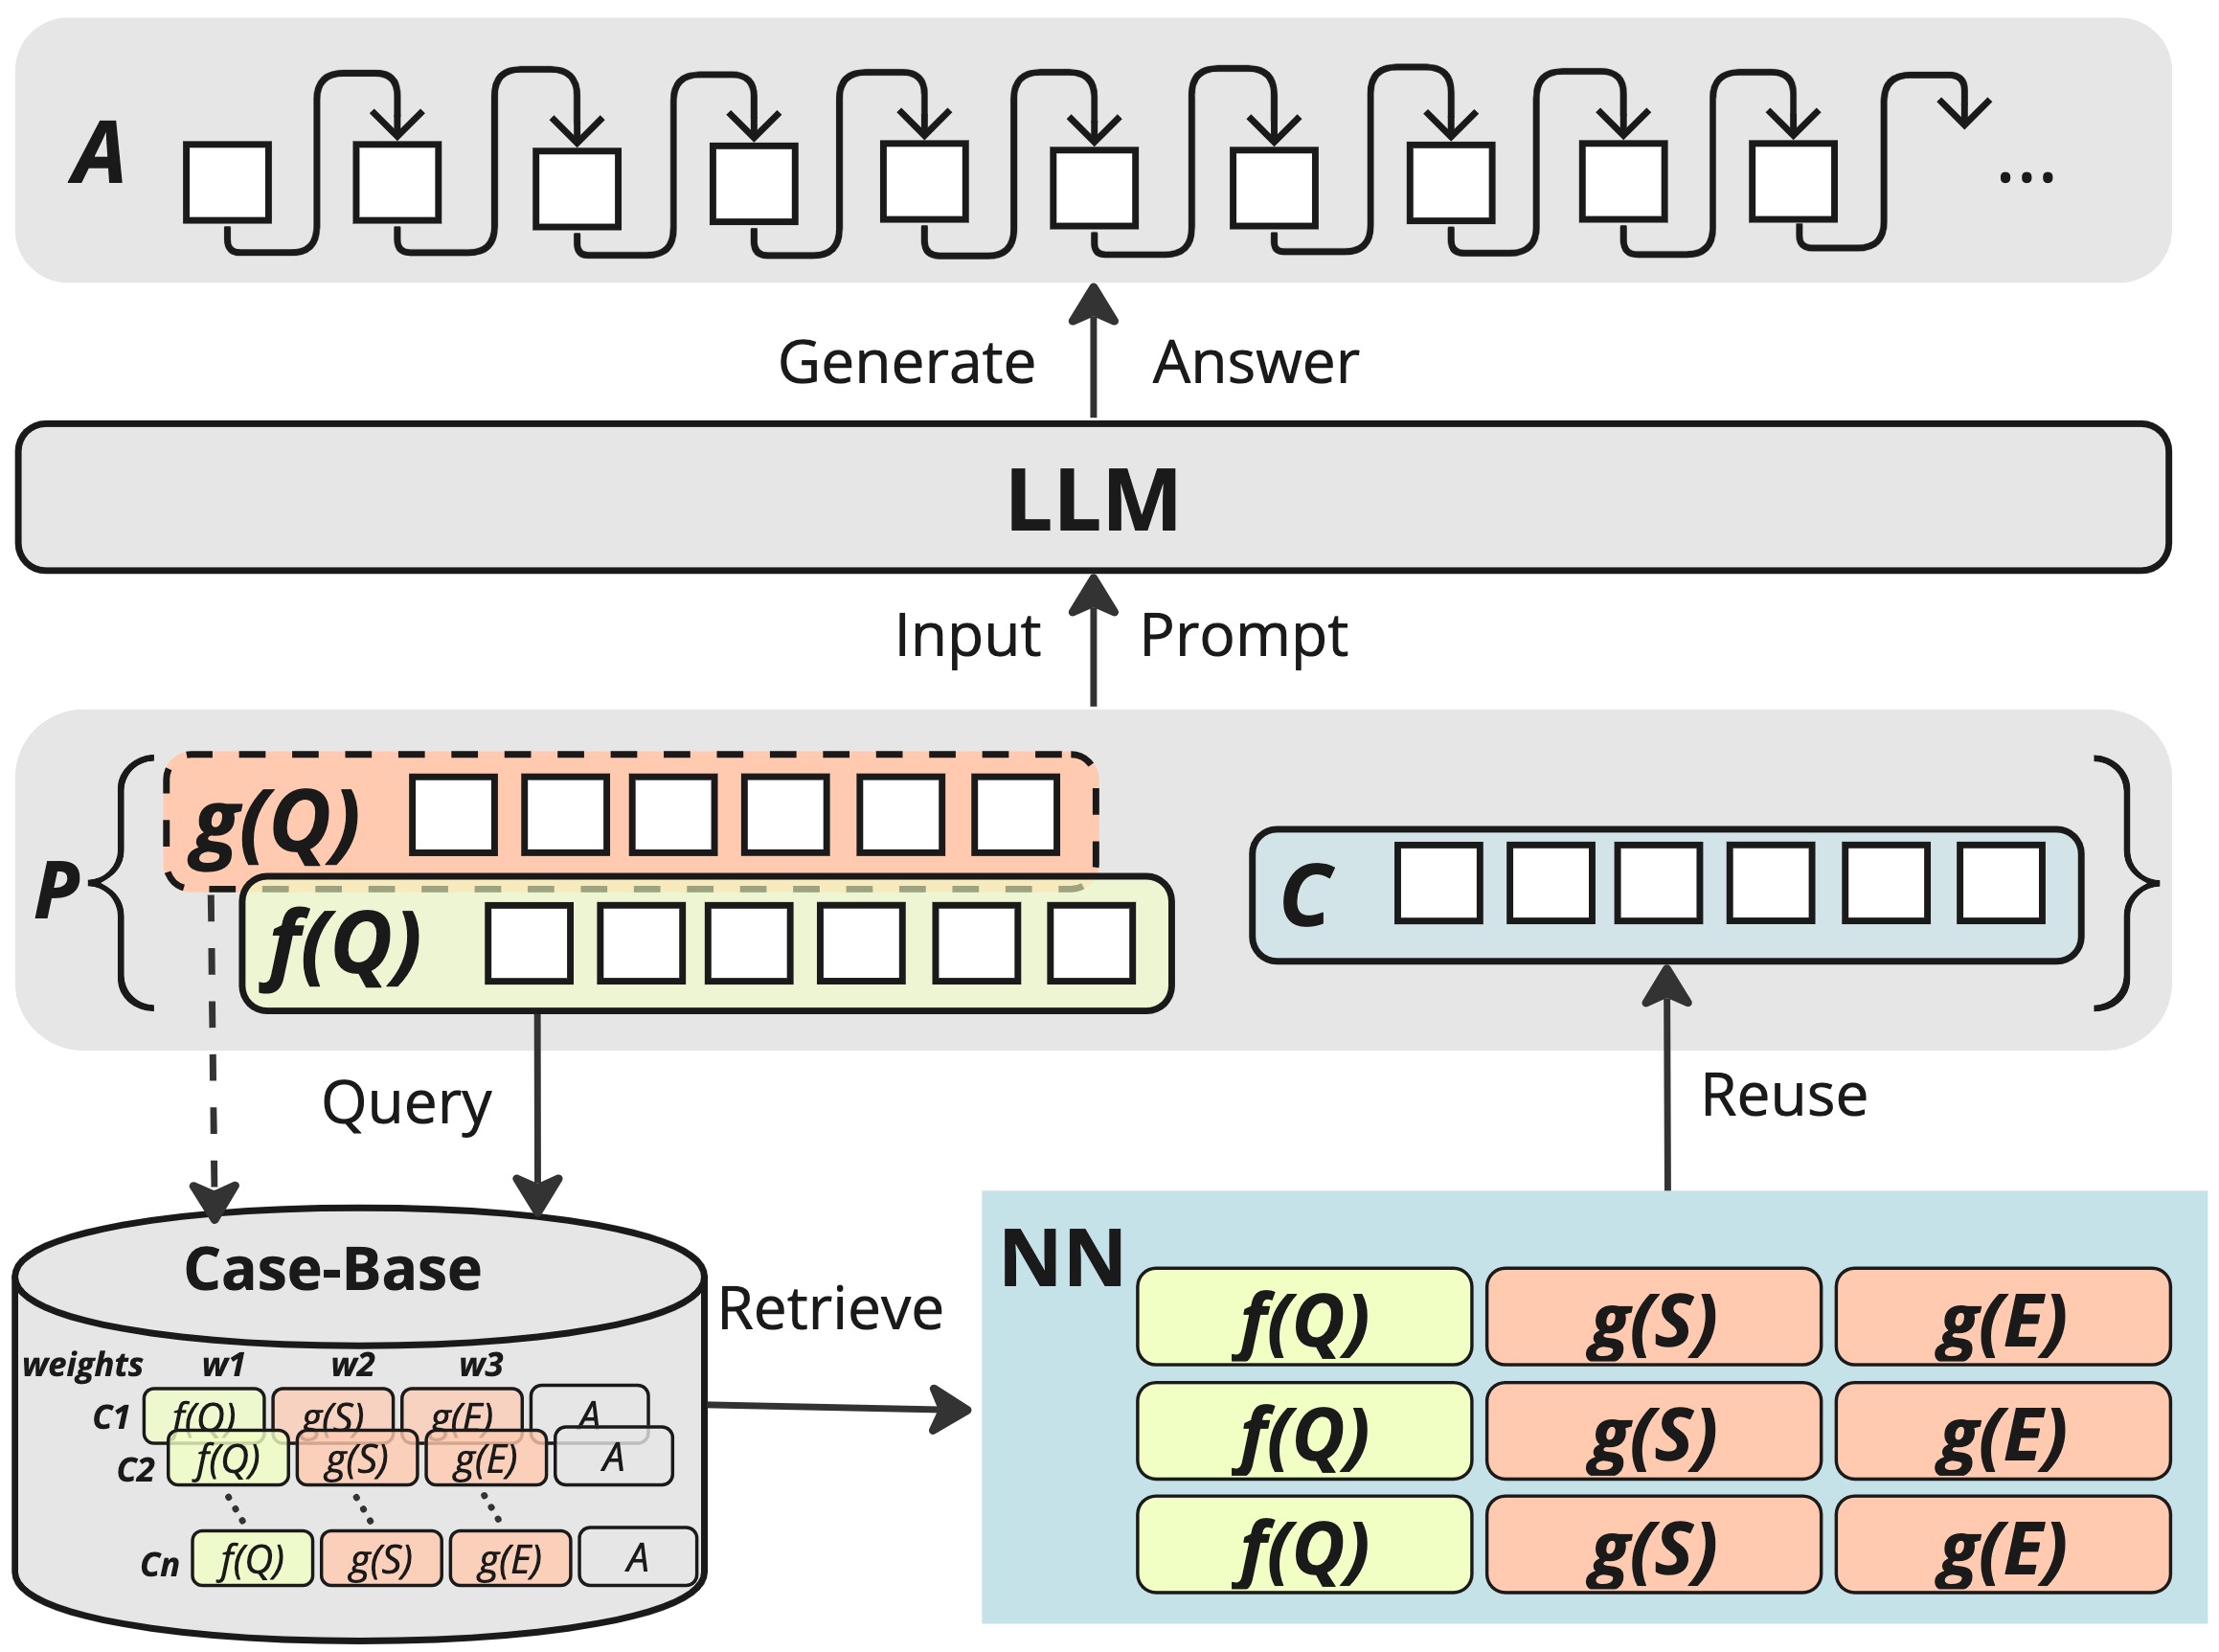 A ...
Generate Answer
LLM
Input Prompt
g(Q)
P
f(Q)
C
Query
Reuse
Case-Base
Retrieve
NN
f(Q) g(S) g(E)
f(Q) g(S) g(E)
f(Q) g(S) g(E)
weights w1 w2 w3
C1 f(Q) g(S) g(E) A
C2 f(Q) g(S) g(E) A
Cn f(Q) g(S) g(E) A